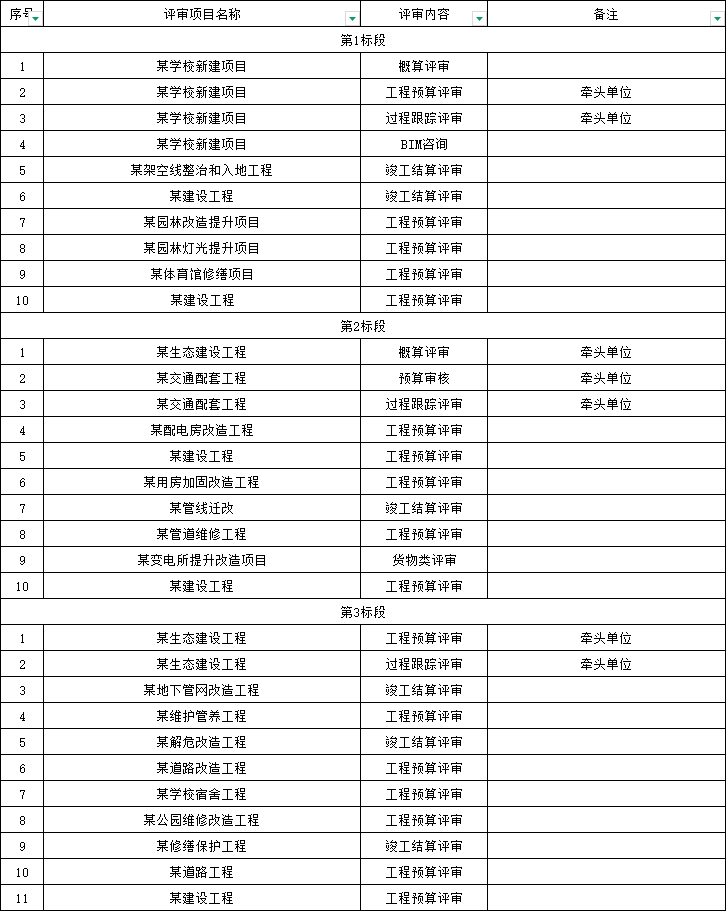 序号 评审项目名称 评审内容 备注
第1标段
1 某学校新建项目 概算评审
2 某学校新建项目 工程预算评审 牵头单位
3 某学校新建项目 过程跟踪评审 牵头单位
4 某学校新建项目 BIM咨询
5 某架空线整治和入地工程 竣工结算评审
6 某建设工程 竣工结算评审
7 某园林改造提升项目 工程预算评审
8 某园林灯光提升项目 工程预算评审
9 某体育馆修缮项目 工程预算评审
10 某建设工程 工程预算评审
第2标段
1 某生态建设工程 概算评审 牵头单位
2 某交通配套工程 预算审核 牵头单位
3 某交通配套工程 过程跟踪评审 牵头单位
4 某配电房改造工程 工程预算评审
5 某建设工程 工程预算评审
6 某用房加固改造工程 工程预算评审
7 某管线迁改 竣工结算评审
8 某管道维修工程 工程预算评审
9 某变电所提升改造项目 货物类评审
10 某建设工程 工程预算评审
第3标段
1 某生态建设工程 工程预算评审 牵头单位
2 某生态建设工程 过程跟踪评审 牵头单位
3 某地下管网改造工程 竣工结算评审
4 某维护管养工程 工程预算评审
5 某解危改造工程 竣工结算评审
6 某道路改造工程 工程预算评审
7 某学校宿舍工程 工程预算评审
8 某公园维修改造工程 工程预算评审
9 某修缮保护工程 竣工结算评审
10 某道路工程 工程预算评审
11 某建设工程 工程预算评审